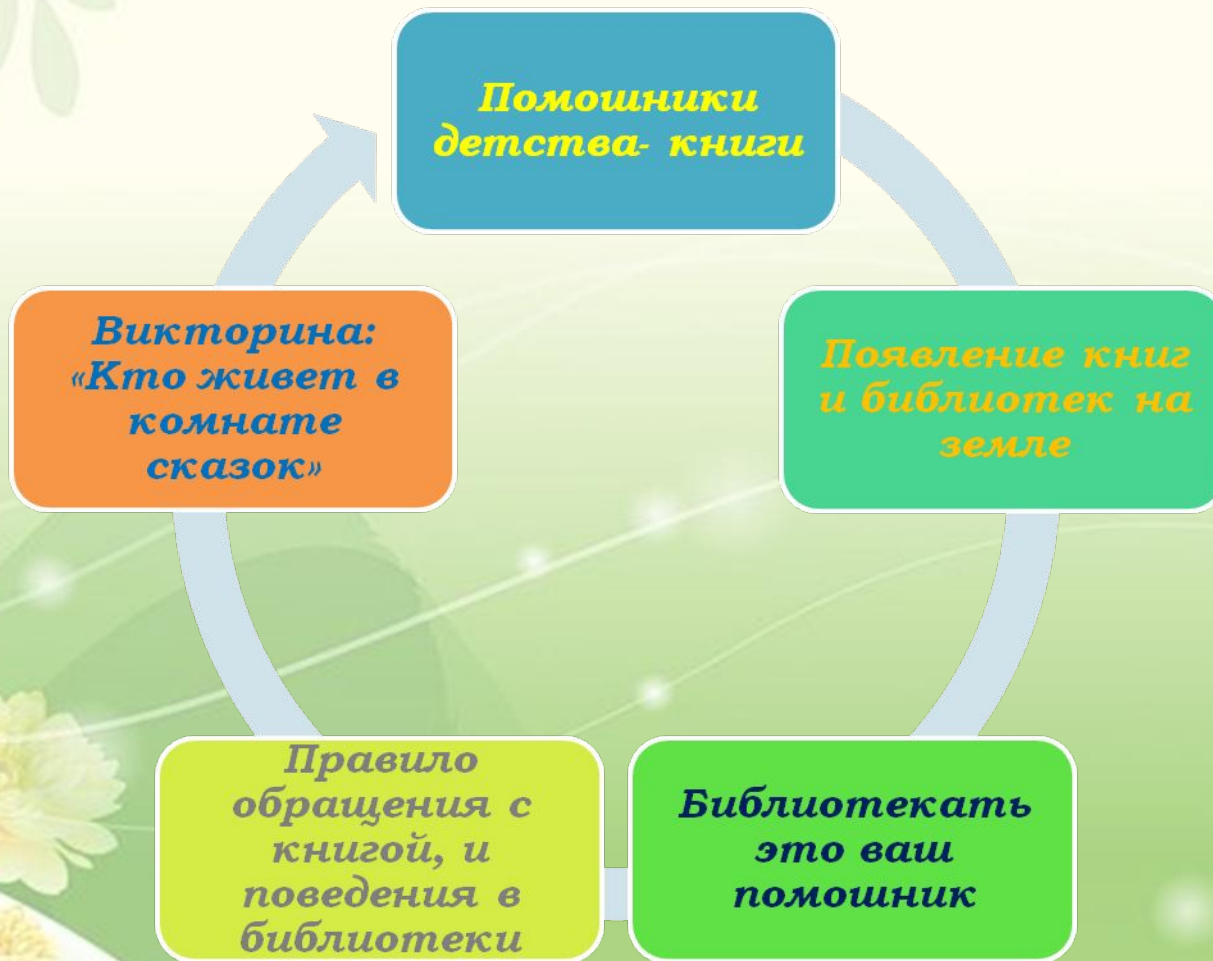 Помошники
детства- книги
Появление книг
и библиотек на
земле
Библиотекать
это ваш
помошник
Правило
обращения с
книгой, и
поведения в
библиотеки
Викторина:
«Кто живет в
комнате
сказок»